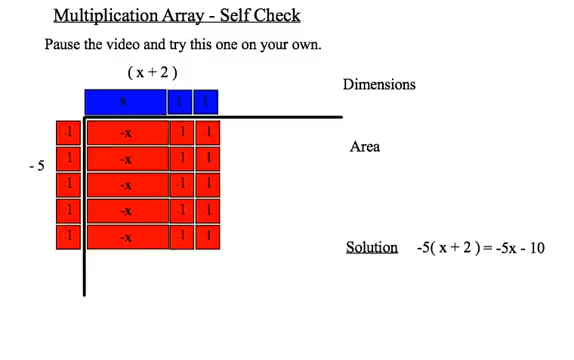 Multiplication Array - Self Check
Pause the video and try this one on your own.
( x + 2 )
Dimensions
x 1 1
-1 -x -1 -1
Area
-1 -x -1 -1
- 5
-1 -x -1 -1
-1 -x -1 -1
-1 -x -1 -1
Solution -5( x + 2 ) = -5x - 10